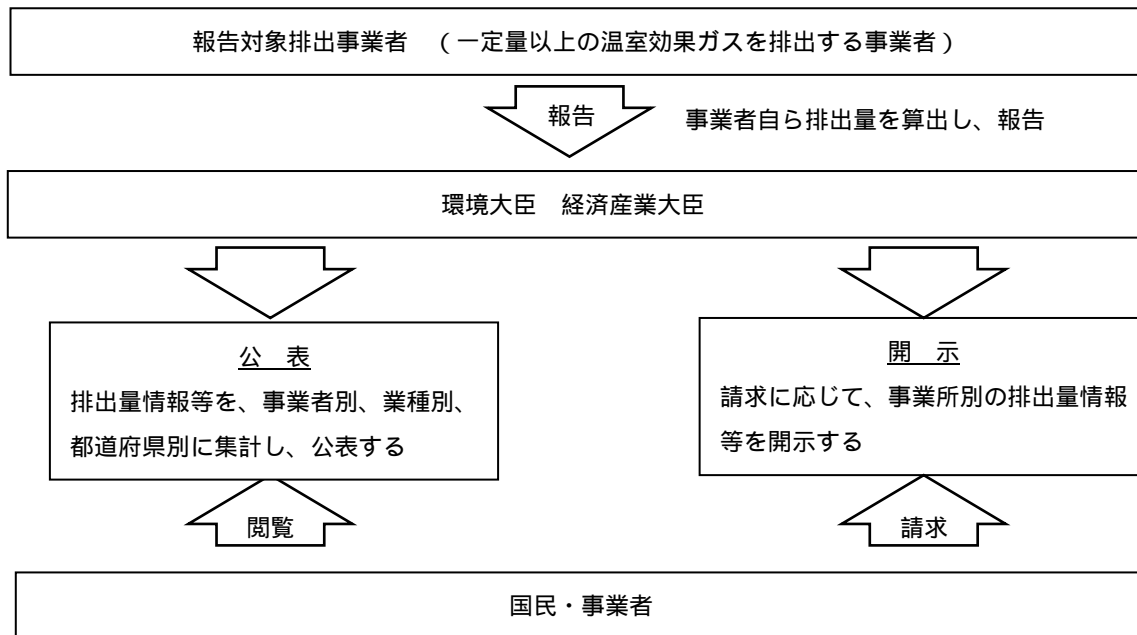 報告対象排出事業者　(一定量以上の温室効果ガスを排出する事業者)
報告
事業者自ら排出量を算出し、報告
環境大臣　経済産業大臣
公　表
排出量情報等を、事業者別、業種別、
都道府県別に集計し、公表する
開　示
請求に応じて、事業所別の排出量情報
等を開示する
閲覧
請求
国民・事業者